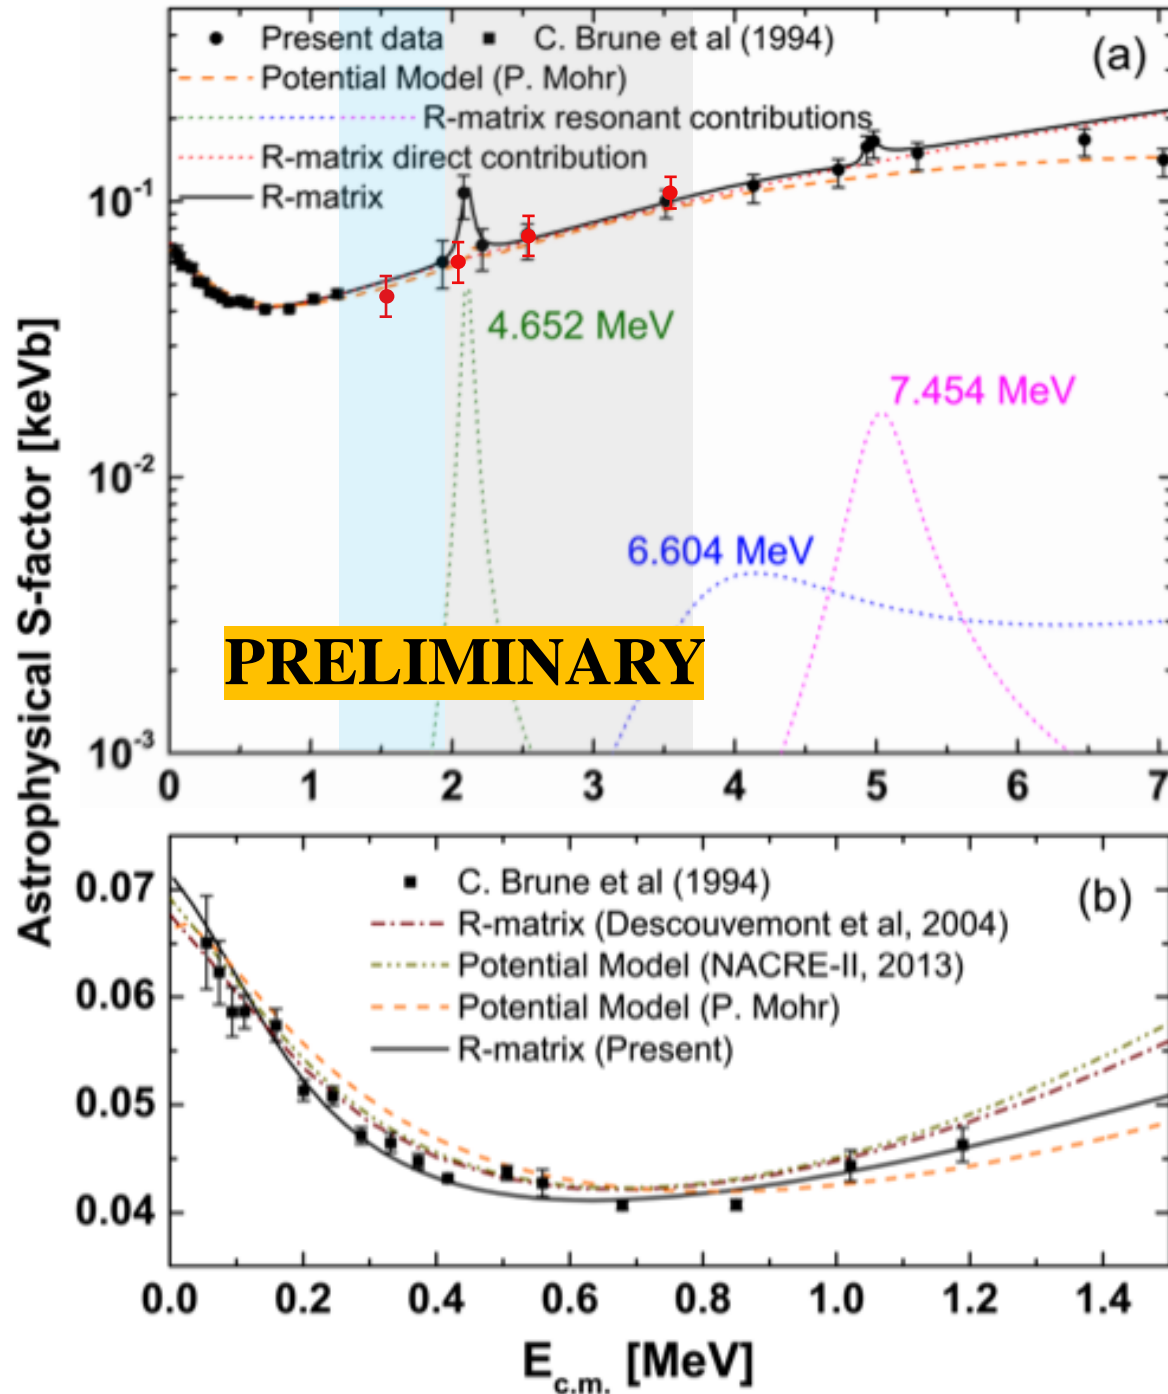 Present data C. Brune et al (1994)
(a)
Potential Model (P. Mohr)
R-matrix resonant contributions
R-matrix direct contribution
R-matrix
10-1
4.652 MeV
7.454 MeV
10-2
6.604 MeV
PRELIMINARY
10-3
0 1 2 3 4 5 6 7
Astrophysical S-factor [keVb]
C. Brune et al (1994)
(b)
R-matrix (Descouvemont et al, 2004)
Potential Model (NACRE-II, 2013)
Potential Model (P. Mohr)
R-matrix (Present)
0.07
0.06
0.05
0.04
0.0 0.2 0.4 0.6 0.8 1.0 1.2 1.4
Ec.m. [MeV]